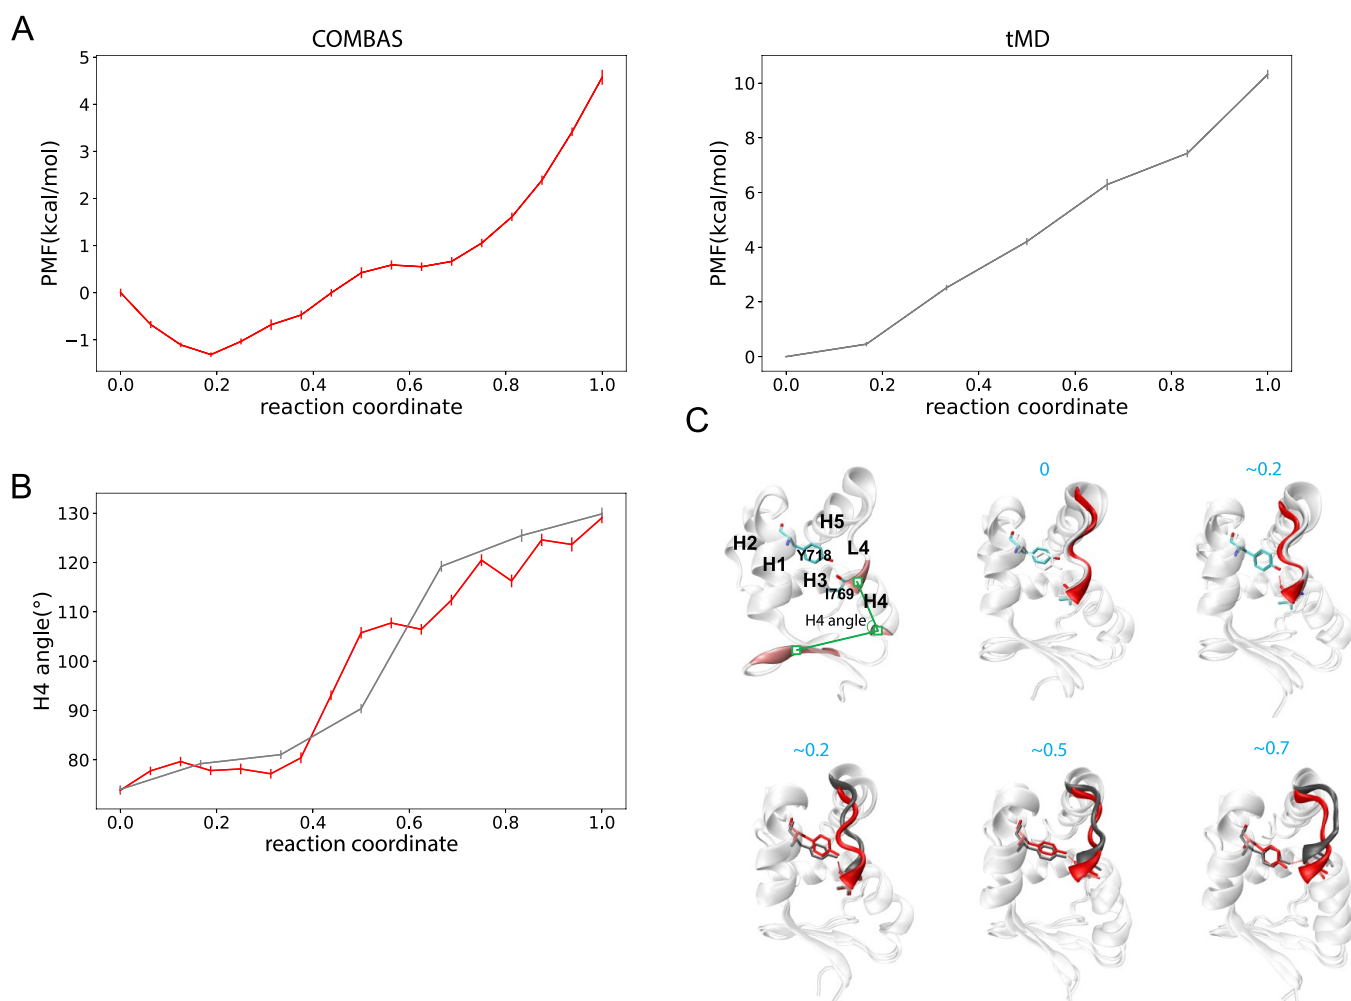 A
COMBAS
5
4
3
2
1
0
−1
PMF(kcal/mol)
0.0
0.2
0.4
0.6
0.8
1.0
reaction coordinate
tMD
10
8
6
4
2
0
PMF(kcal/mol)
0.0
0.2
0.4
0.6
0.8
1.0
reaction coordinate
B
130
120
110
100
90
80
H4 angle(°)
0.0
0.2
0.4
0.6
0.8
1.0
reaction coordinate
C
H5
H2
Y718
L4
H1
H3
I769
H4
H4 angle
0
~0.2
~0.2
~0.5
~0.7